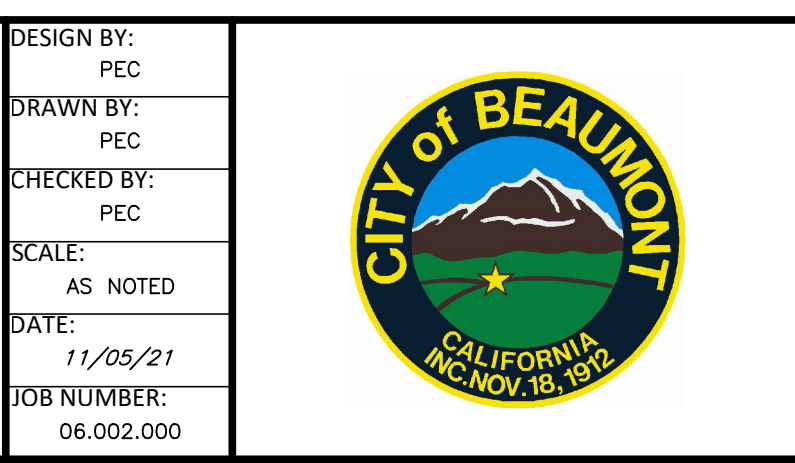 DESIGN BY:
PEC
DRAWN BY:
PEC
CHECKED BY:
PEC
SCALE:
AS NOTED
DATE:
11/05/21
JOB NUMBER:
06.002.000
CITY of BEAUMONT
CALIFORNIA
INC.NOV.18,1912